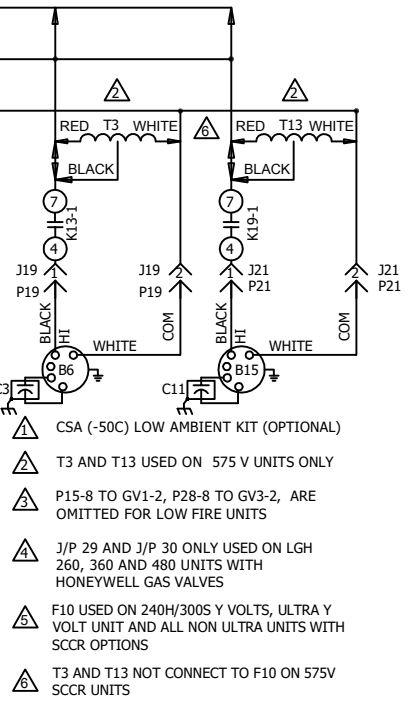 2 2
6
RED T3 WHITE RED T13 WHITE
BLACK BLACK
7 7
K13-1 K19-1
4 4
J19 1 J19 2 J21 1 2 J21
P19 P19 P21 P21
BLACK HI COM BLACK HI COM
WHITE WHITE
B6 B15
C3 C11
1 CSA (-50C) LOW AMBIENT KIT (OPTIONAL)
2 T3 AND T13 USED ON 575 V UNITS ONLY
3 P15-8 TO GV1-2, P28-8 TO GV3-2, ARE
OMITTED FOR LOW FIRE UNITS
4 J/P 29 AND J/P 30 ONLY USED ON LGH
260, 360 AND 480 UNITS WITH
HONEYWELL GAS VALVES
5 F10 USED ON 240H/300S Y VOLTS, ULTRA Y
VOLT UNIT AND ALL NON ULTRA UNITS WITH
SCCR OPTIONS
6 T3 AND T13 NOT CONNECT TO F10 ON 575V
SCCR UNITS